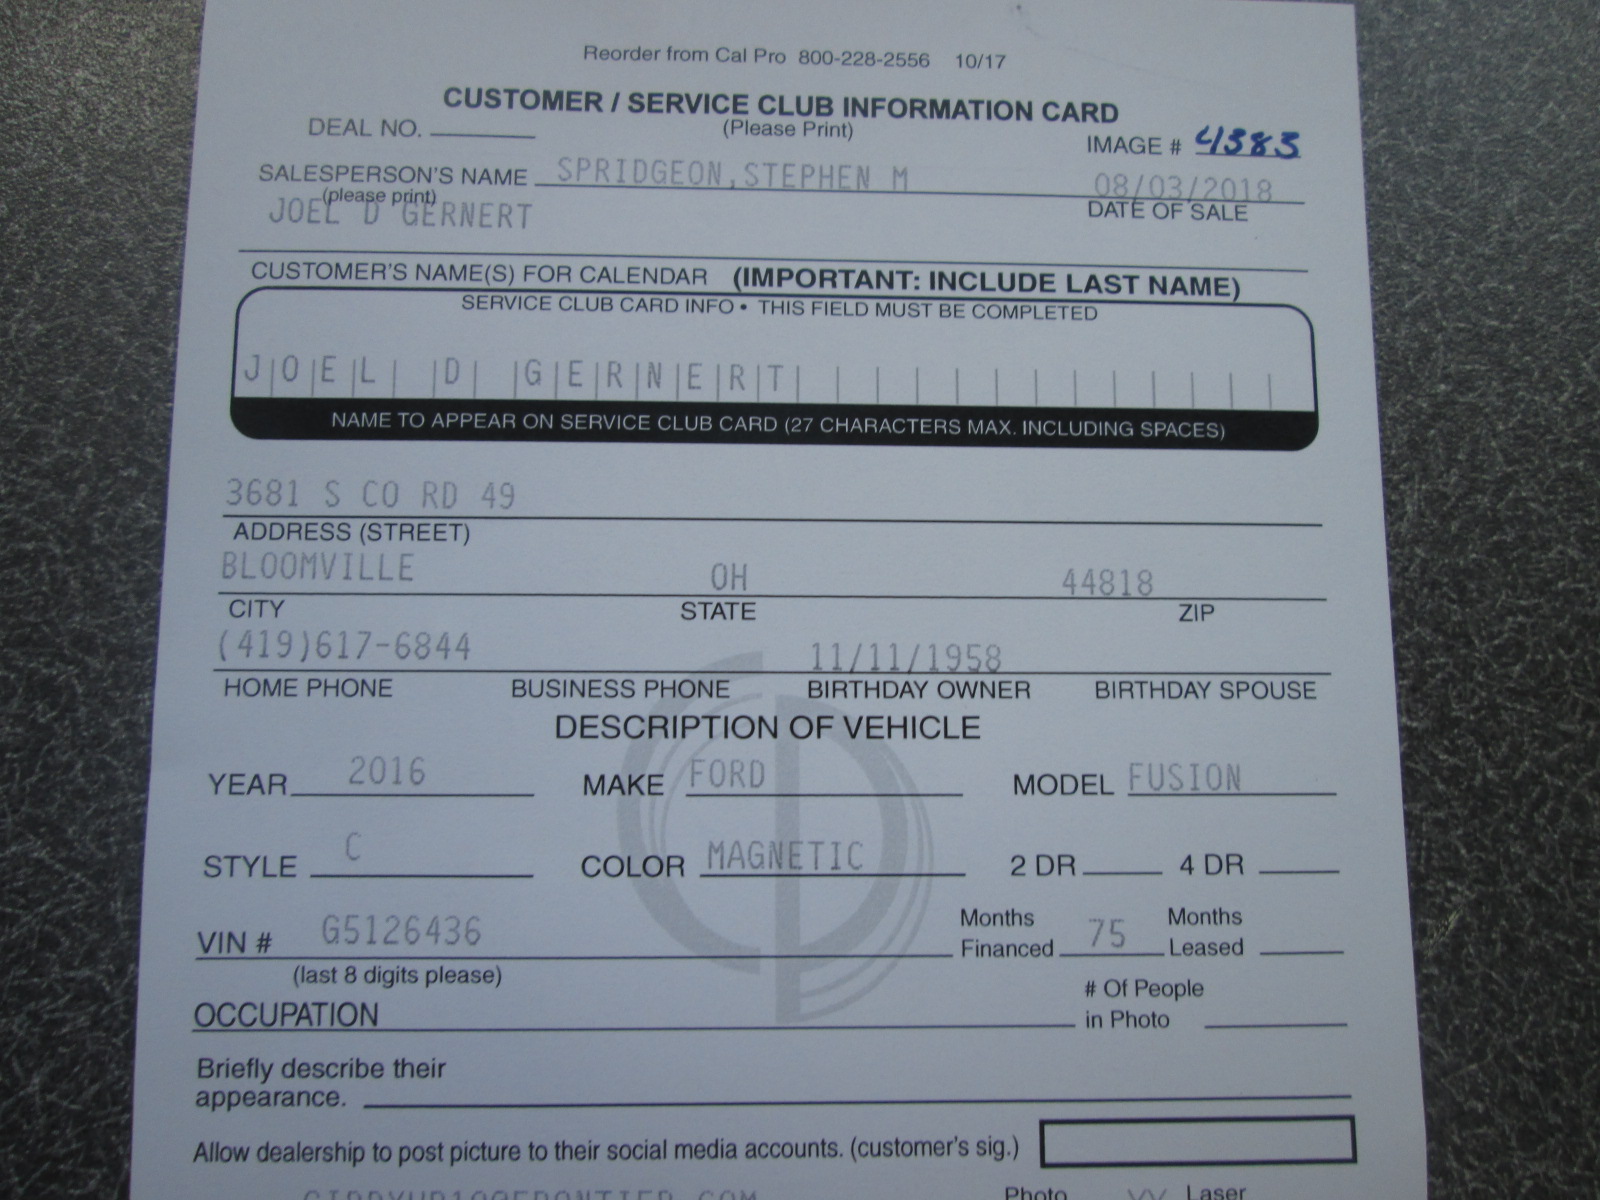 Reorder from Cal Pro 800-228-2556 10/17
CUSTOMER / SERVICE CLUB INFORMATION CARD
DEAL NO. (Please Print) IMAGE # 4383
SALESPERSON'S NAME SPRIDGEON,STEPHEN M 08/03/2018
(please print) DATE OF SALE
JOEL D GERNERT
CUSTOMER'S NAME(S) FOR CALENDAR (IMPORTANT: INCLUDE LAST NAME)
SERVICE CLUB CARD INFO • THIS FIELD MUST BE COMPLETED
JOEL D GERNERT
NAME TO APPEAR ON SERVICE CLUB CARD (27 CHARACTERS MAX. INCLUDING SPACES)
3681 S CO RD 49
ADDRESS (STREET)
BLOOMVILLE OH 44818
CITY STATE ZIP
(419)617-6844 11/11/1958
HOME PHONE BUSINESS PHONE BIRTHDAY OWNER BIRTHDAY SPOUSE
DESCRIPTION OF VEHICLE
YEAR 2016 MAKE FORD MODEL FUSION
STYLE C COLOR MAGNETIC 2 DR 4 DR
VIN # G5126436 Months Financed 75 Months Leased
(last 8 digits please)
OCCUPATION # Of People in Photo
Briefly describe their
appearance.
Allow dealership to post picture to their social media accounts. (customer's sig.)
Photo Laser